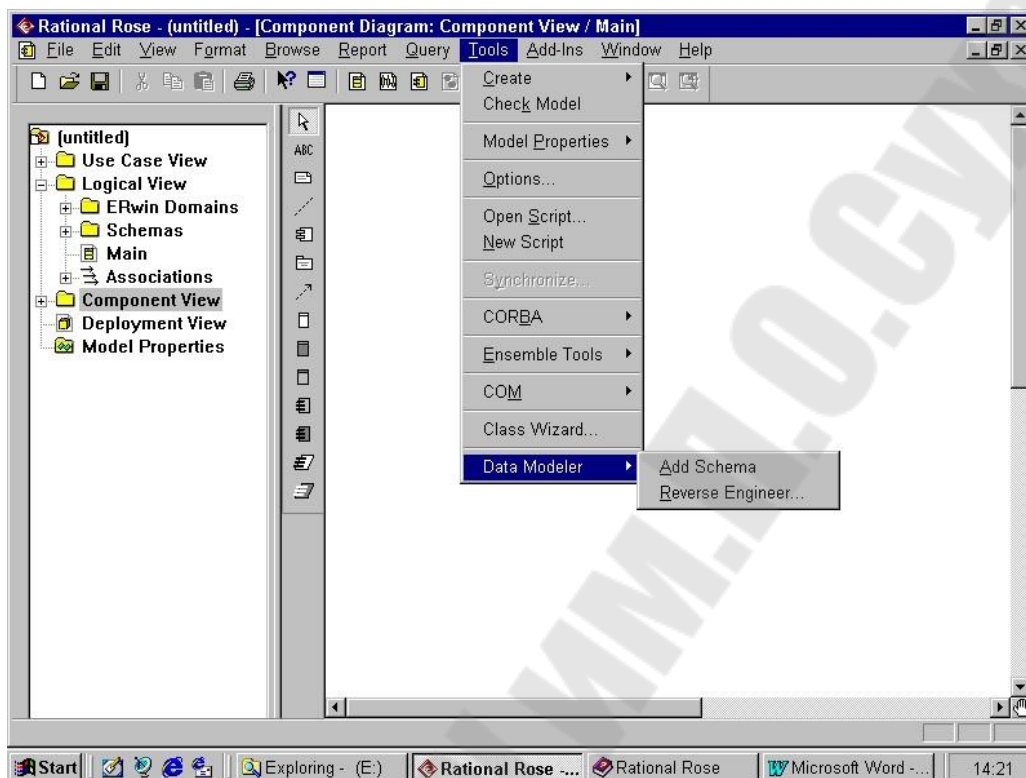 Rational Rose - (untitled) - [Component Diagram: Component View / Main]
File Edit View Format Browse Report Query Tools Add-Ins Window Help
(untitled)
Use Case View
Logical View
ERwin Domains
Schemas
Main
Associations
Component View
Deployment View
Model Properties
ABC
Create
Check Model
Model Properties
Options...
Open Script...
New Script
Synchronize...
CORBA
Ensemble Tools
COM
Class Wizard...
Data Modeler
Add Schema
Reverse Engineer...
Start Exploring - (E:) Rational Rose -... Rational Rose Microsoft Word -... 14:21